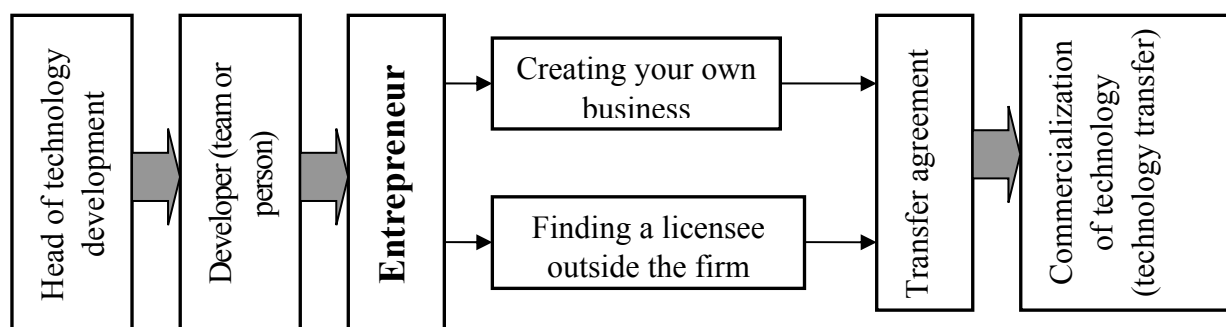 Head of technology
development
Developer (team or
person)
Entrepreneur
Creating your own
business
Finding a licensee
outside the firm
Transfer agreement
Commercialization
of technology
(technology transfer)